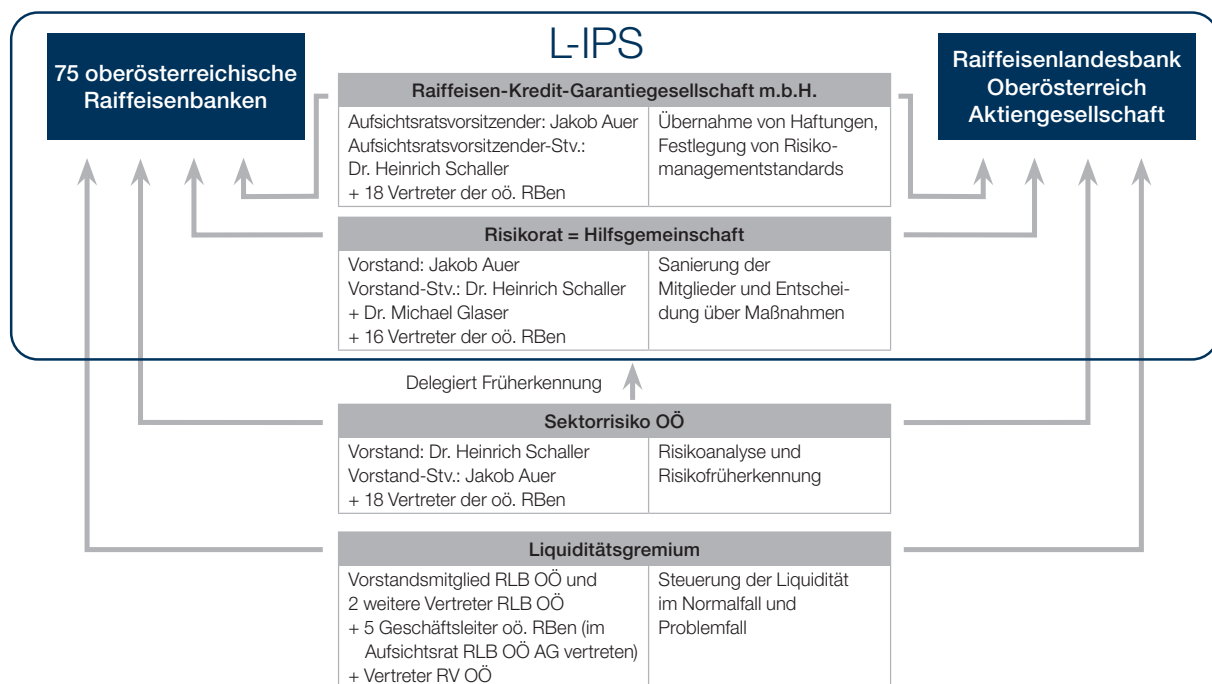 L-IPS
75 oberösterreichische
Raiffeisenbanken
Raiffeisenlandesbank
Oberösterreich
Aktiengesellschaft
Raiffeisen-Kredit-Garantiegesellschaft m.b.H.
Aufsichtsratsvorsitzender: Jakob Auer
Aufsichtsratsvorsitzender-Stv.:
Dr. Heinrich Schaller
+ 18 Vertreter der oö. RBen
Übernahme von Haftungen,
Festlegung von Risiko-
managementstandards
Risikorat = Hilfsgemeinschaft
Vorstand: Jakob Auer
Vorstand-Stv.: Dr. Heinrich Schaller
+ Dr. Michael Glaser
+ 16 Vertreter der oö. RBen
Sanierung der
Mitglieder und Entschei-
dung über Maßnahmen
Delegiert Früherkennung
Sektorrisiko OÖ
Vorstand: Dr. Heinrich Schaller
Vorstand-Stv.: Jakob Auer
+ 18 Vertreter der oö. RBen
Risikoanalyse und
Risikofrüherkennung
Liquiditätsgremium
Vorstandsmitglied RLB OÖ und
2 weitere Vertreter RLB OÖ
+ 5 Geschäftsleiter oö. RBen (im
Aufsichtsrat RLB OÖ AG vertreten)
+ Vertreter RV OÖ
Steuerung der Liquidität
im Normalfall und
Problemfall